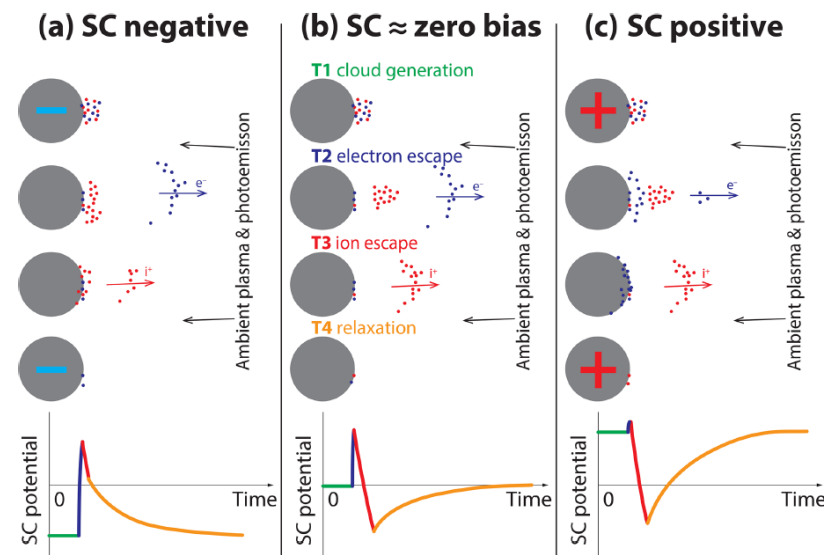 (a) SC negative
(b) SC ≈ zero bias
(c) SC positive
T1 cloud generation
T2 electron escape
T3 ion escape
T4 relaxation
−
e⁻
i⁺
−
Ambient plasma & photoemisson
e⁻
i⁺
Ambient plasma & photoemisson
+
e⁻
i⁺
+
Ambient plasma & photoemisson
SC potential
0
Time
SC potential
0
Time
SC potential
0
Time